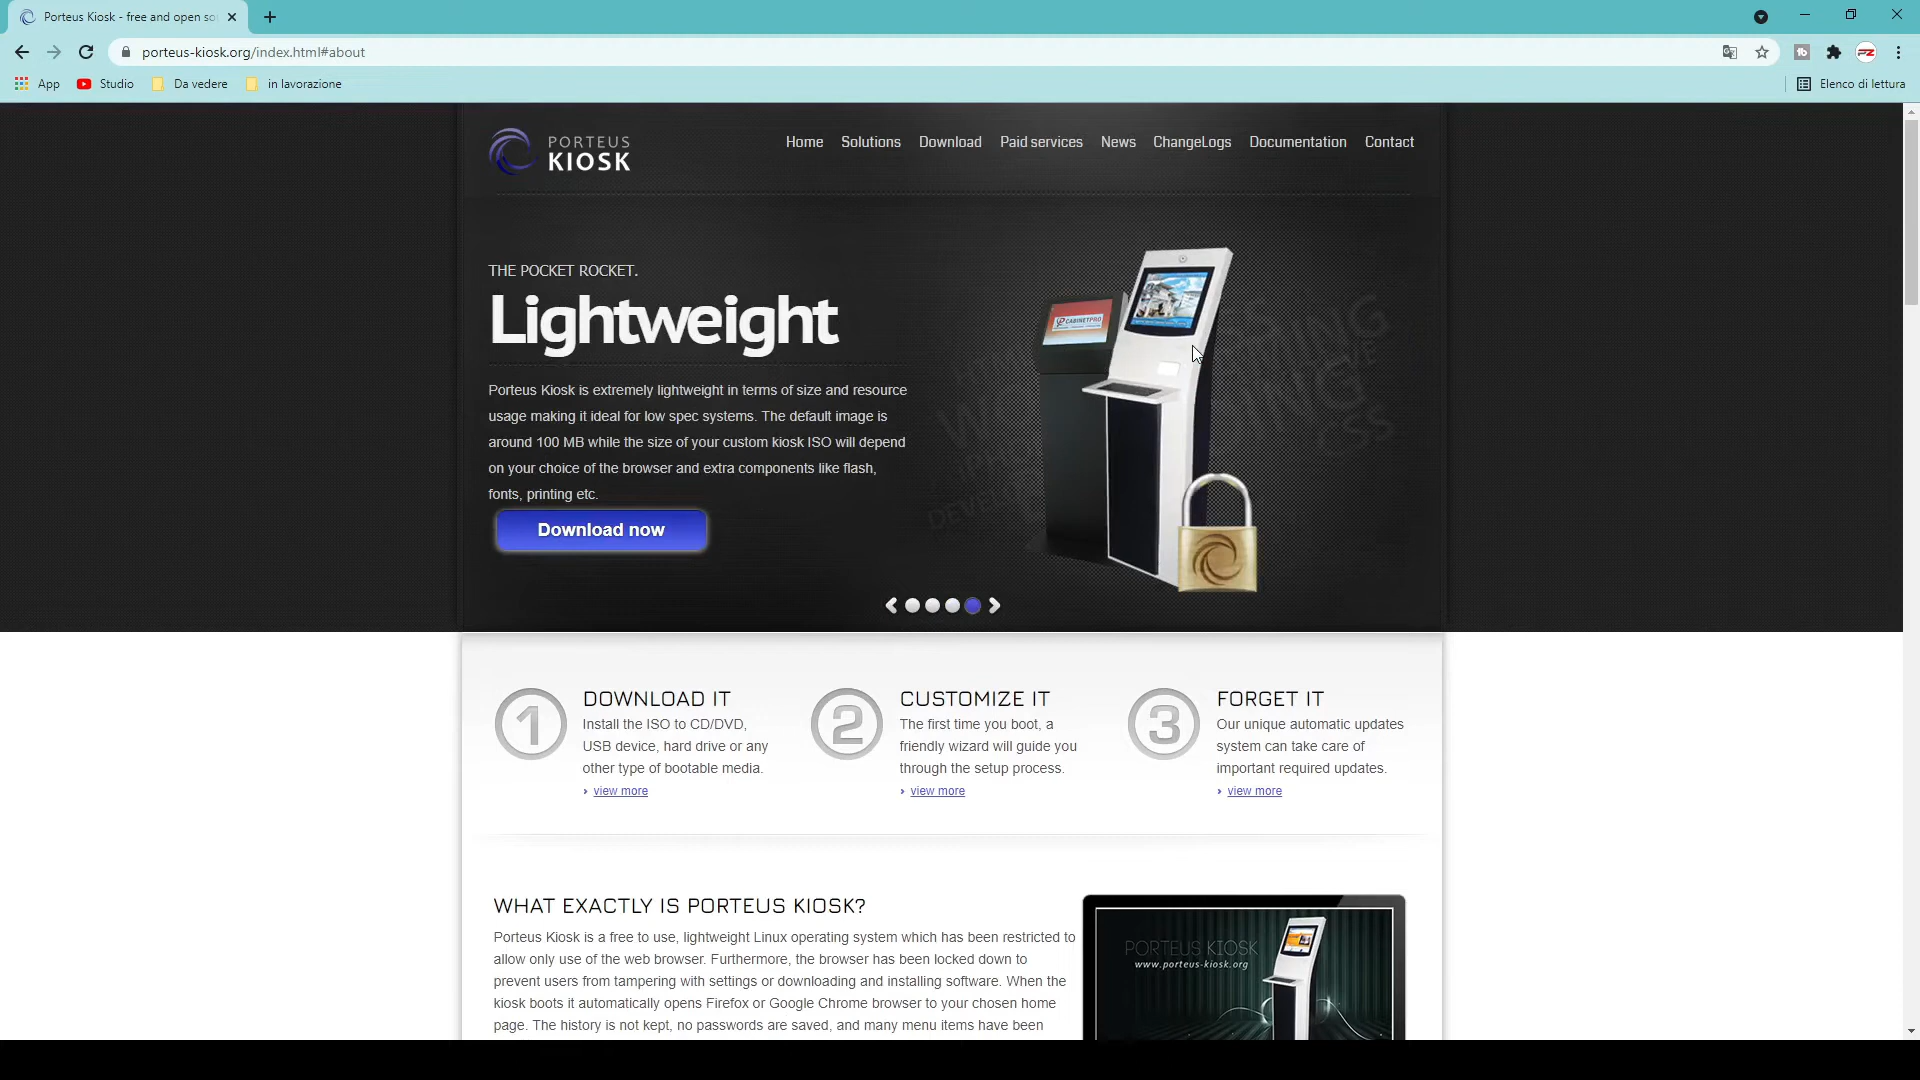 Porteus Kiosk - free and open so
porteus-kiosk.org/index.html#about
App
Studio
Da vedere
in lavorazione
Elenco di lettura
PORTEUS
KIOSK
Home
Solutions
Download
Paid services
News
ChangeLogs
Documentation
Contact
THE POCKET ROCKET.
Lightweight
Porteus Kiosk is extremely lightweight in terms of size and resource
usage making it ideal for low spec systems. The default image is
around 100 MB while the size of your custom kiosk ISO will depend
on your choice of the browser and extra components like flash,
fonts, printing etc.
Download now
CABINETPRO
CSS
1
DOWNLOAD IT
Install the ISO to CD/DVD,
USB device, hard drive or any
other type of bootable media.
view more
2
CUSTOMIZE IT
The first time you boot, a
friendly wizard will guide you
through the setup process.
view more
3
FORGET IT
Our unique automatic updates
system can take care of
important required updates.
view more
WHAT EXACTLY IS PORTEUS KIOSK?
Porteus Kiosk is a free to use, lightweight Linux operating system which has been restricted to
allow only use of the web browser. Furthermore, the browser has been locked down to
prevent users from tampering with settings or downloading and installing software. When the
kiosk boots it automatically opens Firefox or Google Chrome browser to your chosen home
page. The history is not kept, no passwords are saved, and many menu items have been
PORTEUS KIOSK
www.porteus-kiosk.org